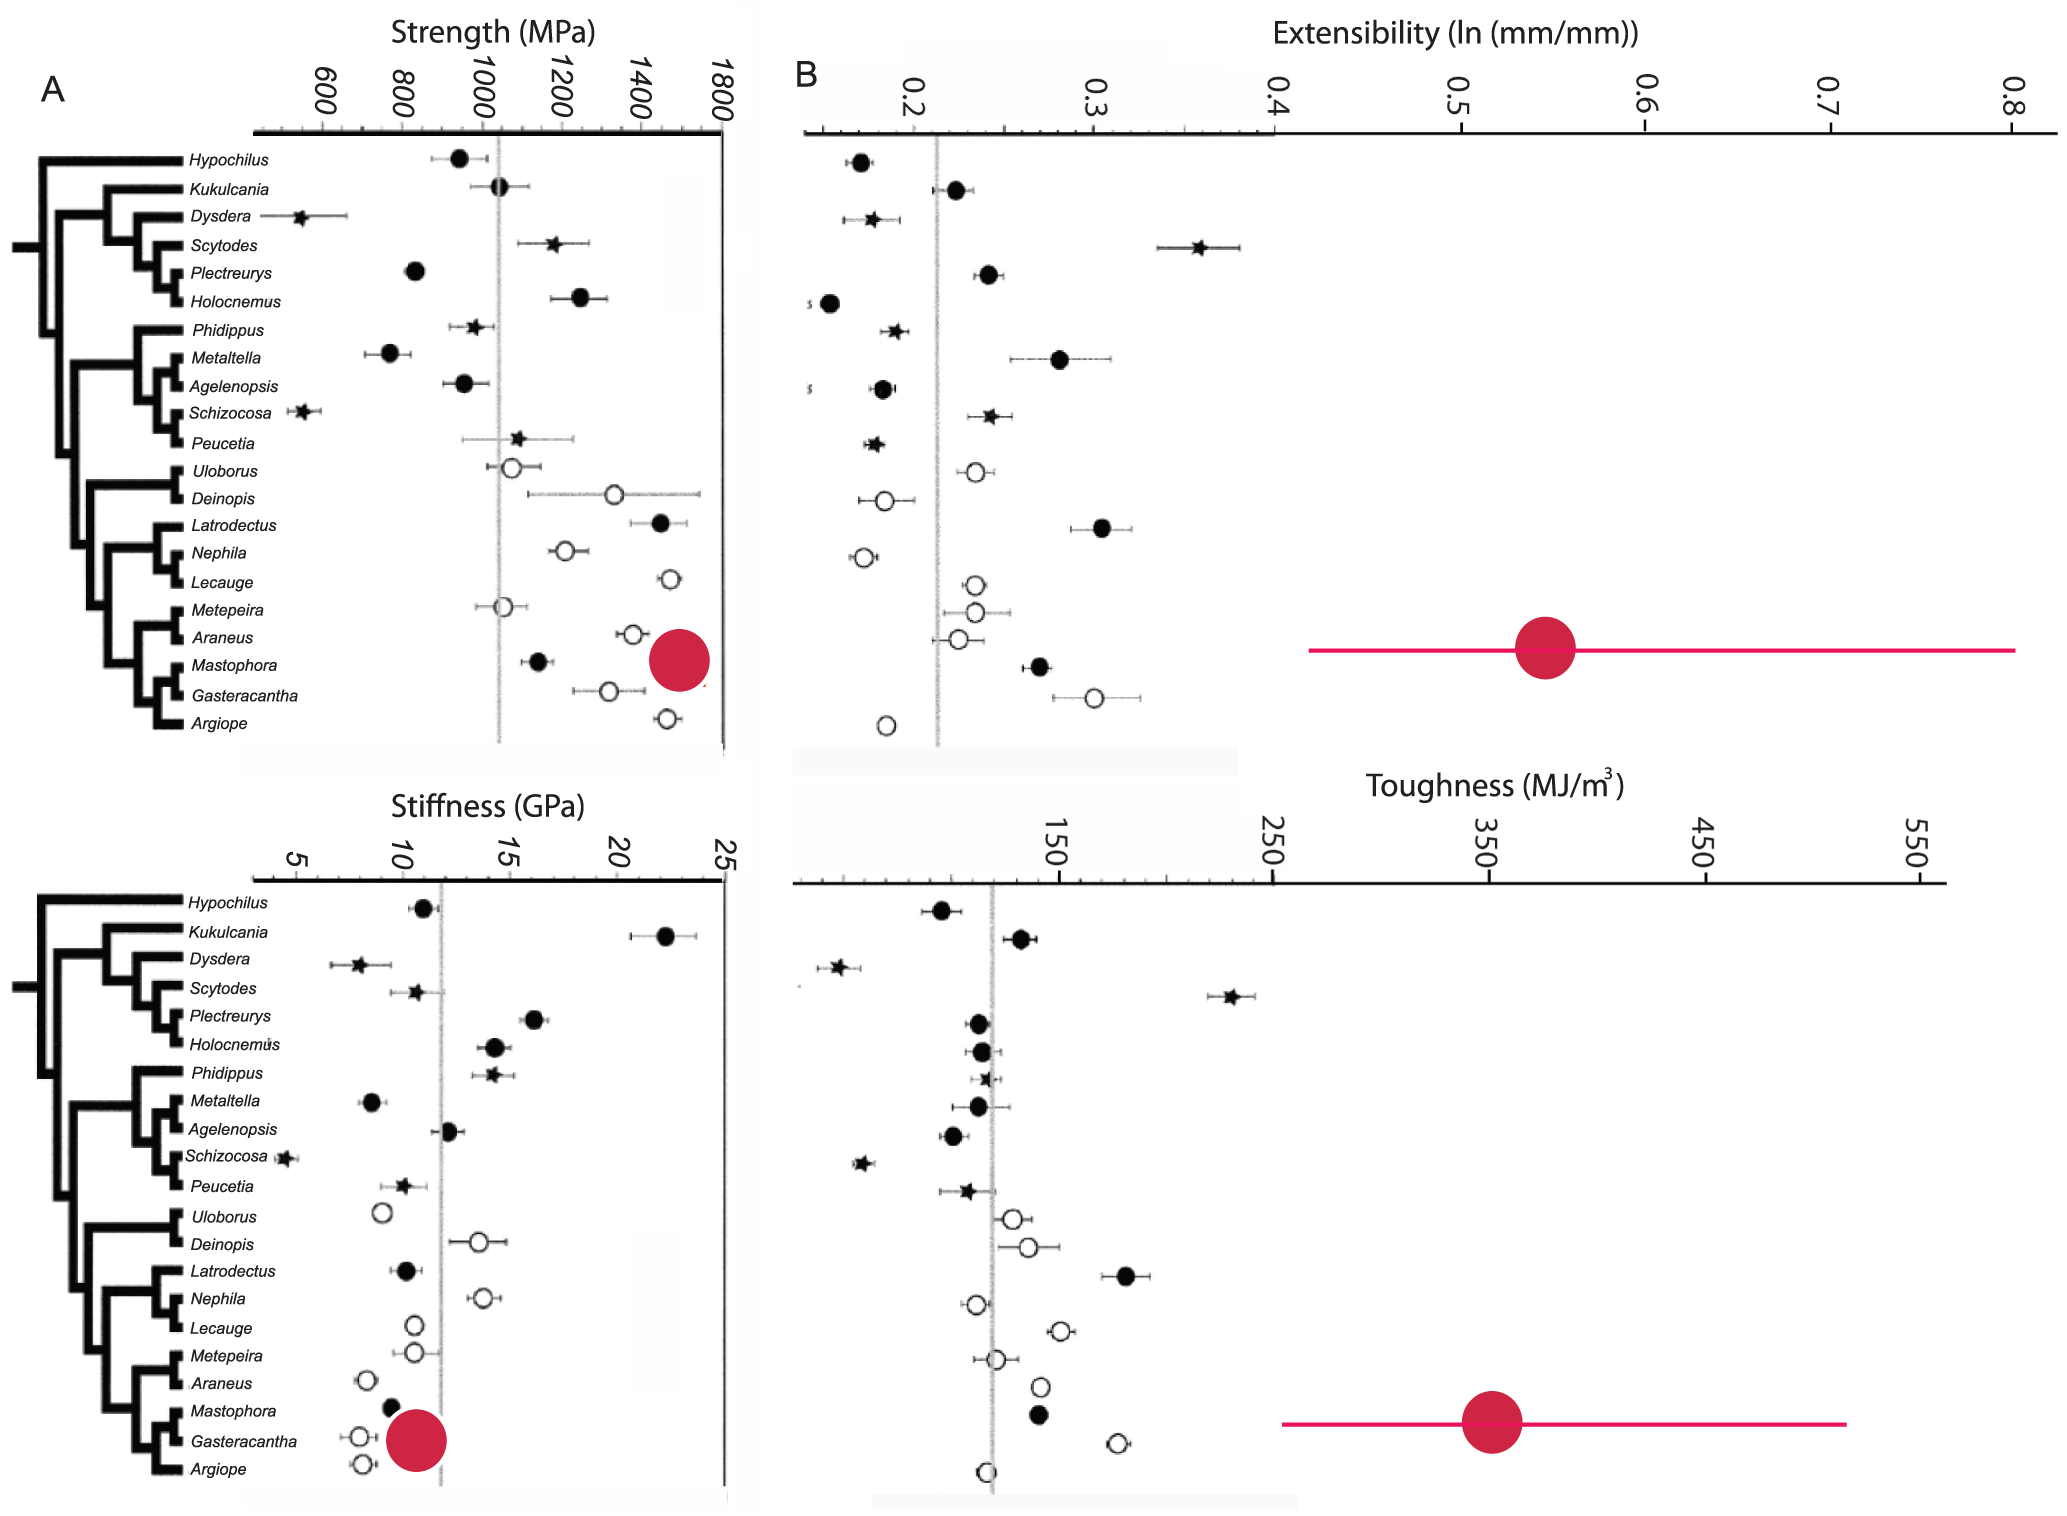 Strength (MPa)
A
600 800 1000 1200 1400 1800
Hypochilus
Kukulcania
Dysdera
Scytodes
Plectreurys
Holocnemus
Phidippus
Metaltella
Agelenopsis
Schizocosa
Peucetia
Uloborus
Deinopis
Latrodectus
Nephila
Lecauge
Metepeira
Araneus
Mastophora
Gasteracantha
Argiope
Extensibility (ln (mm/mm))
B
0.2 0.3 0.4 0.5 0.6 0.7 0.8
s
s
Stiffness (GPa)
5 10 15 20 25
Hypochilus
Kukulcania
Dysdera
Scytodes
Plectreurys
Holocnemus
Phidippus
Metaltella
Agelenopsis
Schizocosa
Peucetia
Uloborus
Deinopis
Latrodectus
Nephila
Lecauge
Metepeira
Araneus
Mastophora
Gasteracantha
Argiope
Toughness (MJ/m³)
150 250 350 450 550